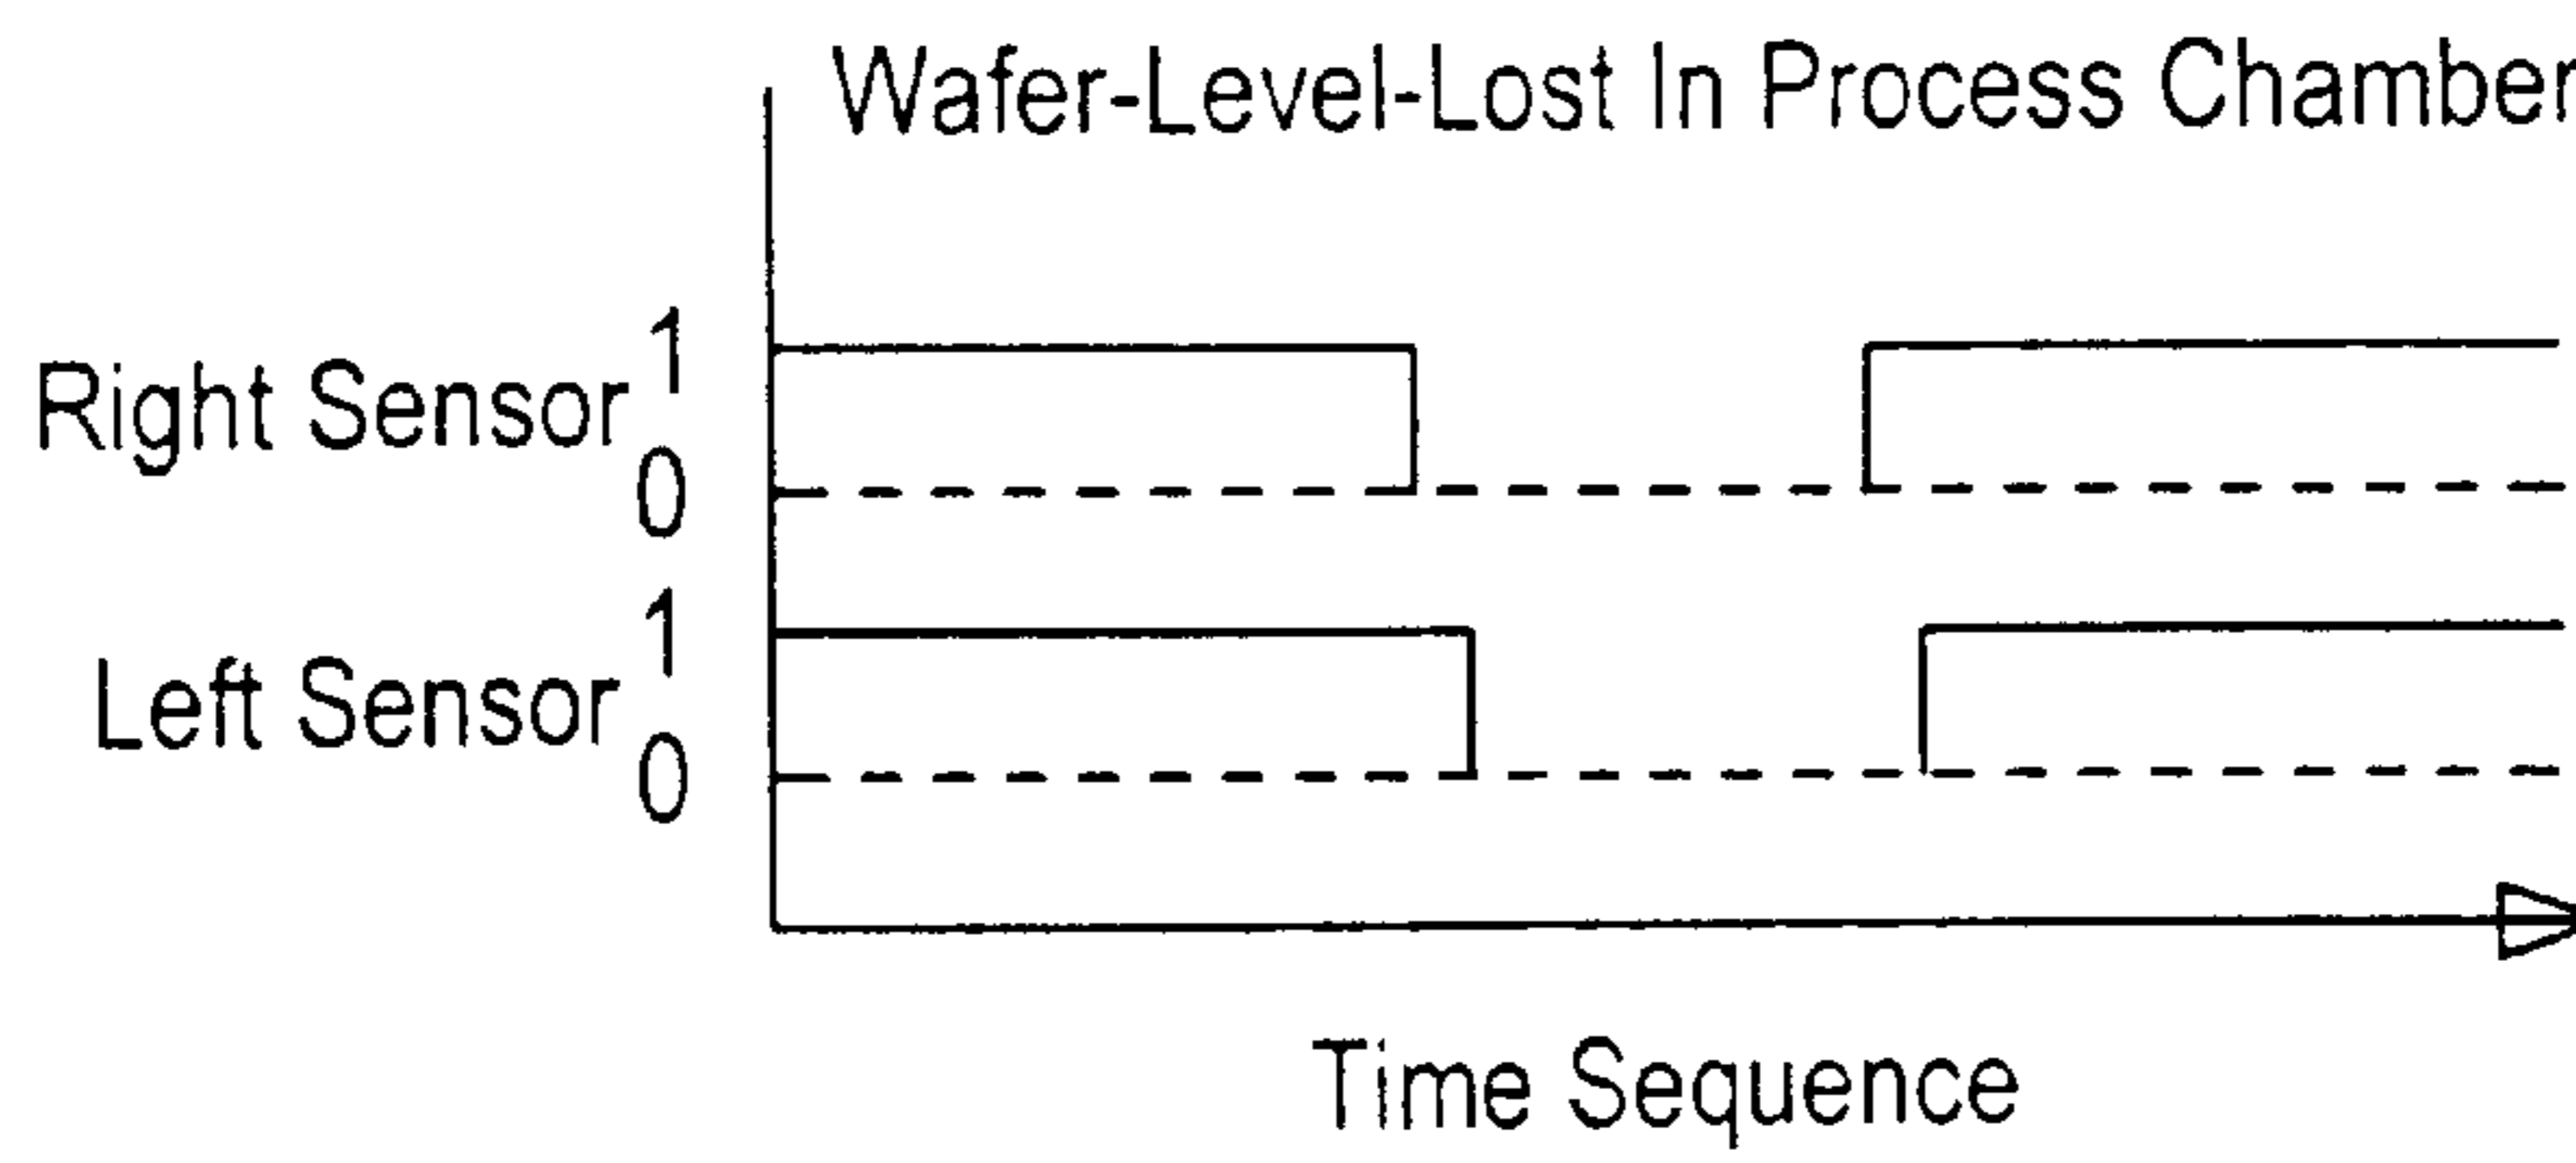 Wafer-Level-Lost In Process Chamber
1
Right Sensor
0
1
Left Sensor
0
Time Sequence